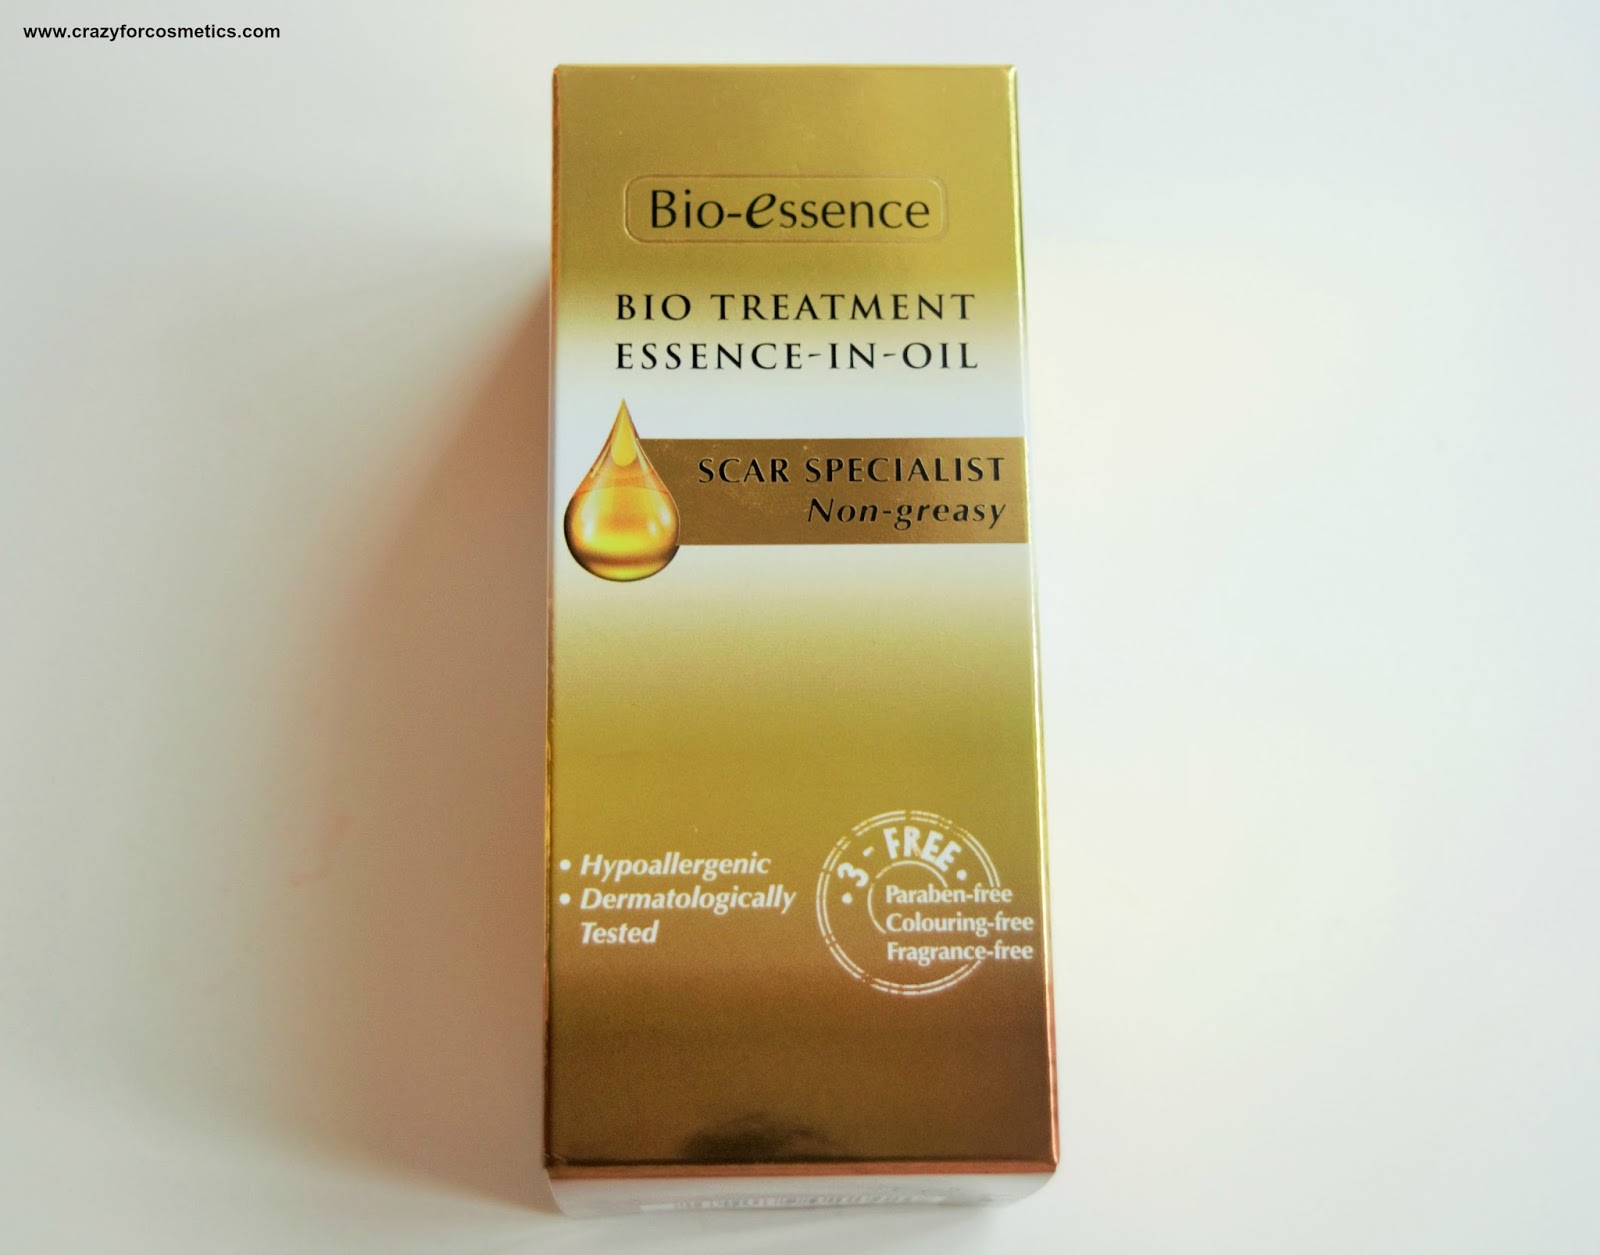 www.crazyforcosmetics.com
Bio-essence
BIO TREATMENT
ESSENCE-IN-OIL
SCAR SPECIALIST
Non-greasy
• Hypoallergenic
• Dermatologically
Tested
• 3 - FREE •
Paraben-free
Colouring-free
Fragrance-free